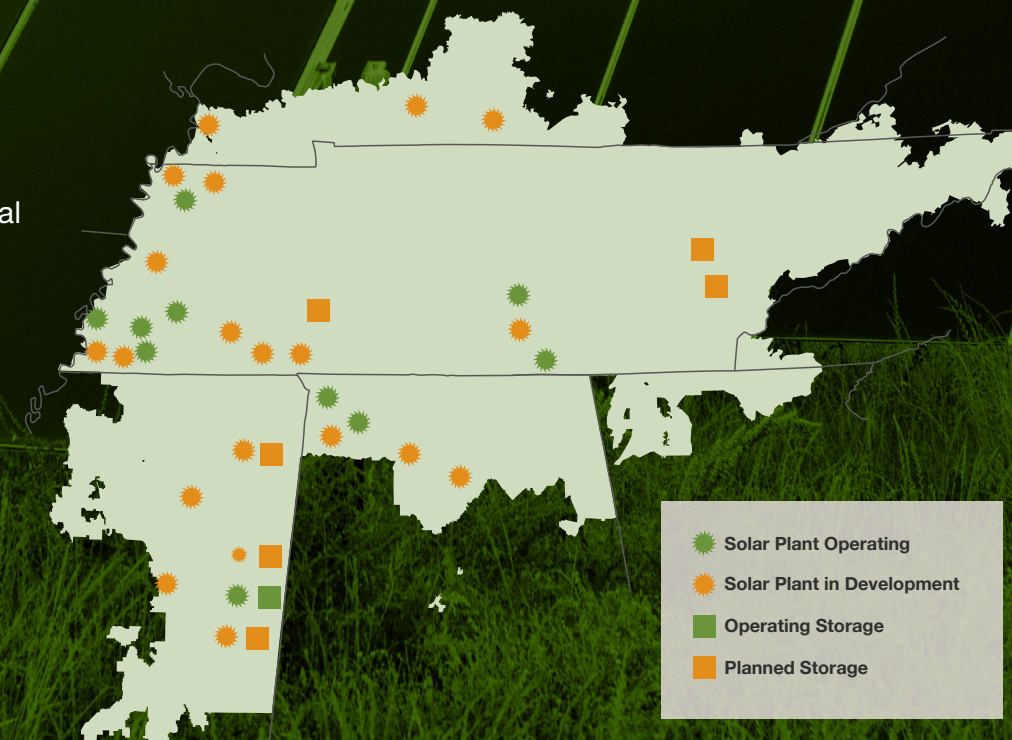 al
Solar Plant Operating
Solar Plant in Development
Operating Storage
Planned Storage